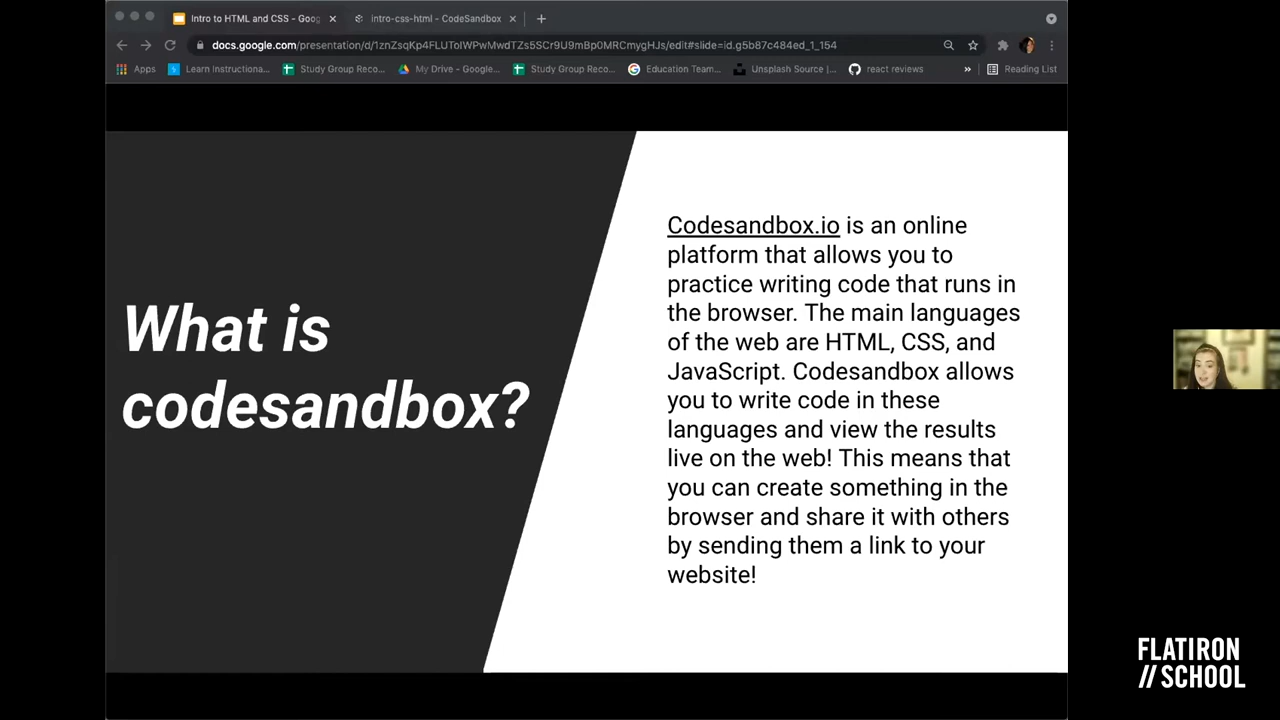 Intro to HTML and CSS - Goog
intro-css-html - CodeSandbox
docs.google.com/presentation/d/1znZsqKp4FLUToIWPwMwdTZs5SCr9U9mBp0MRCmygHJs/edit#slide=id.g5b87c484ed_1_154
Apps
Learn Instructiona...
Study Group Reco...
My Drive - Google...
Study Group Reco...
Education Team...
Unsplash Source |...
react reviews
»
Reading List
What is
codesandbox?
Codesandbox.io is an online
platform that allows you to
practice writing code that runs in
the browser. The main languages
of the web are HTML, CSS, and
JavaScript. Codesandbox allows
you to write code in these
languages and view the results
live on the web! This means that
you can create something in the
browser and share it with others
by sending them a link to your
website!
FLATIRON
// SCHOOL